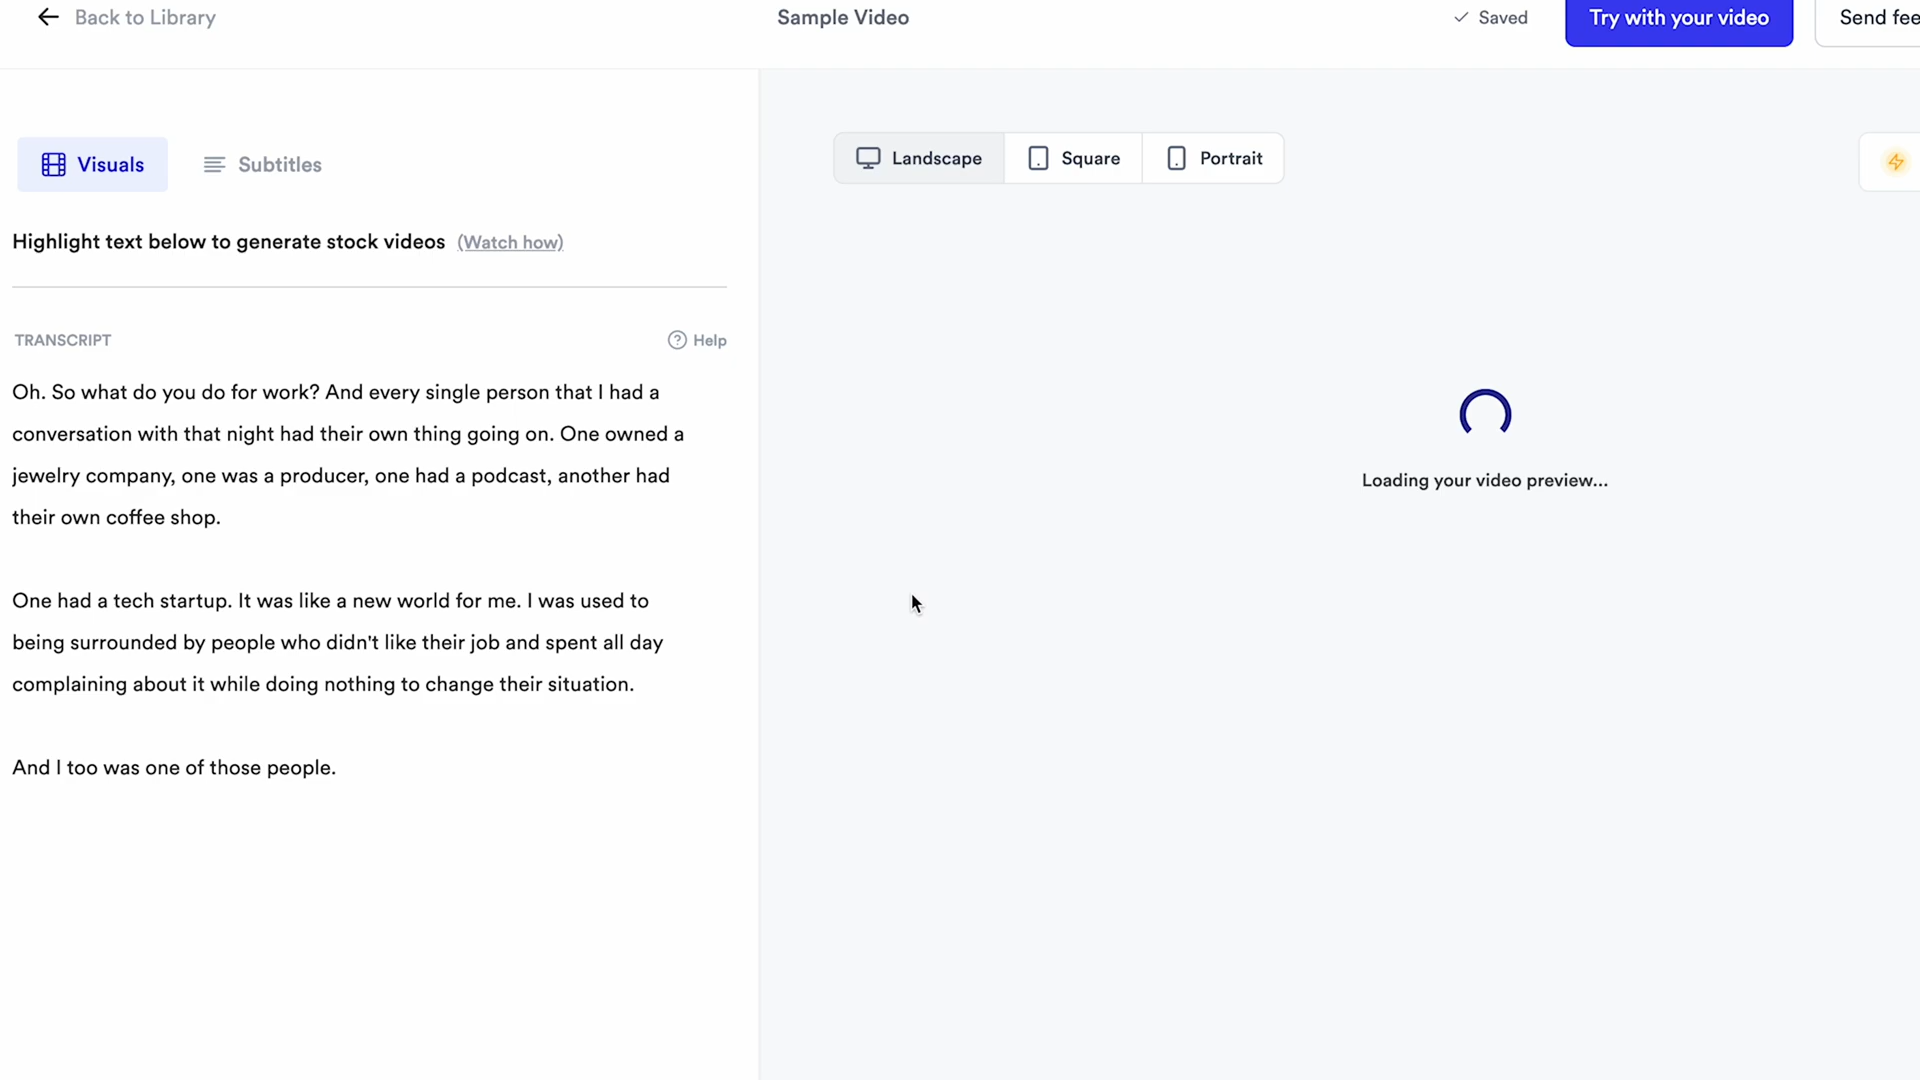 Back to Library
Sample Video
Saved
Try with your video
Send fee
Visuals
Subtitles
Landscape
Square
Portrait
Highlight text below to generate stock videos (Watch how)
TRANSCRIPT
Help
Oh. So what do you do for work? And every single person that I had a
conversation with that night had their own thing going on. One owned a
jewelry company, one was a producer, one had a podcast, another had
their own coffee shop.
One had a tech startup. It was like a new world for me. I was used to
being surrounded by people who didn't like their job and spent all day
complaining about it while doing nothing to change their situation.
And I too was one of those people.
Loading your video preview...